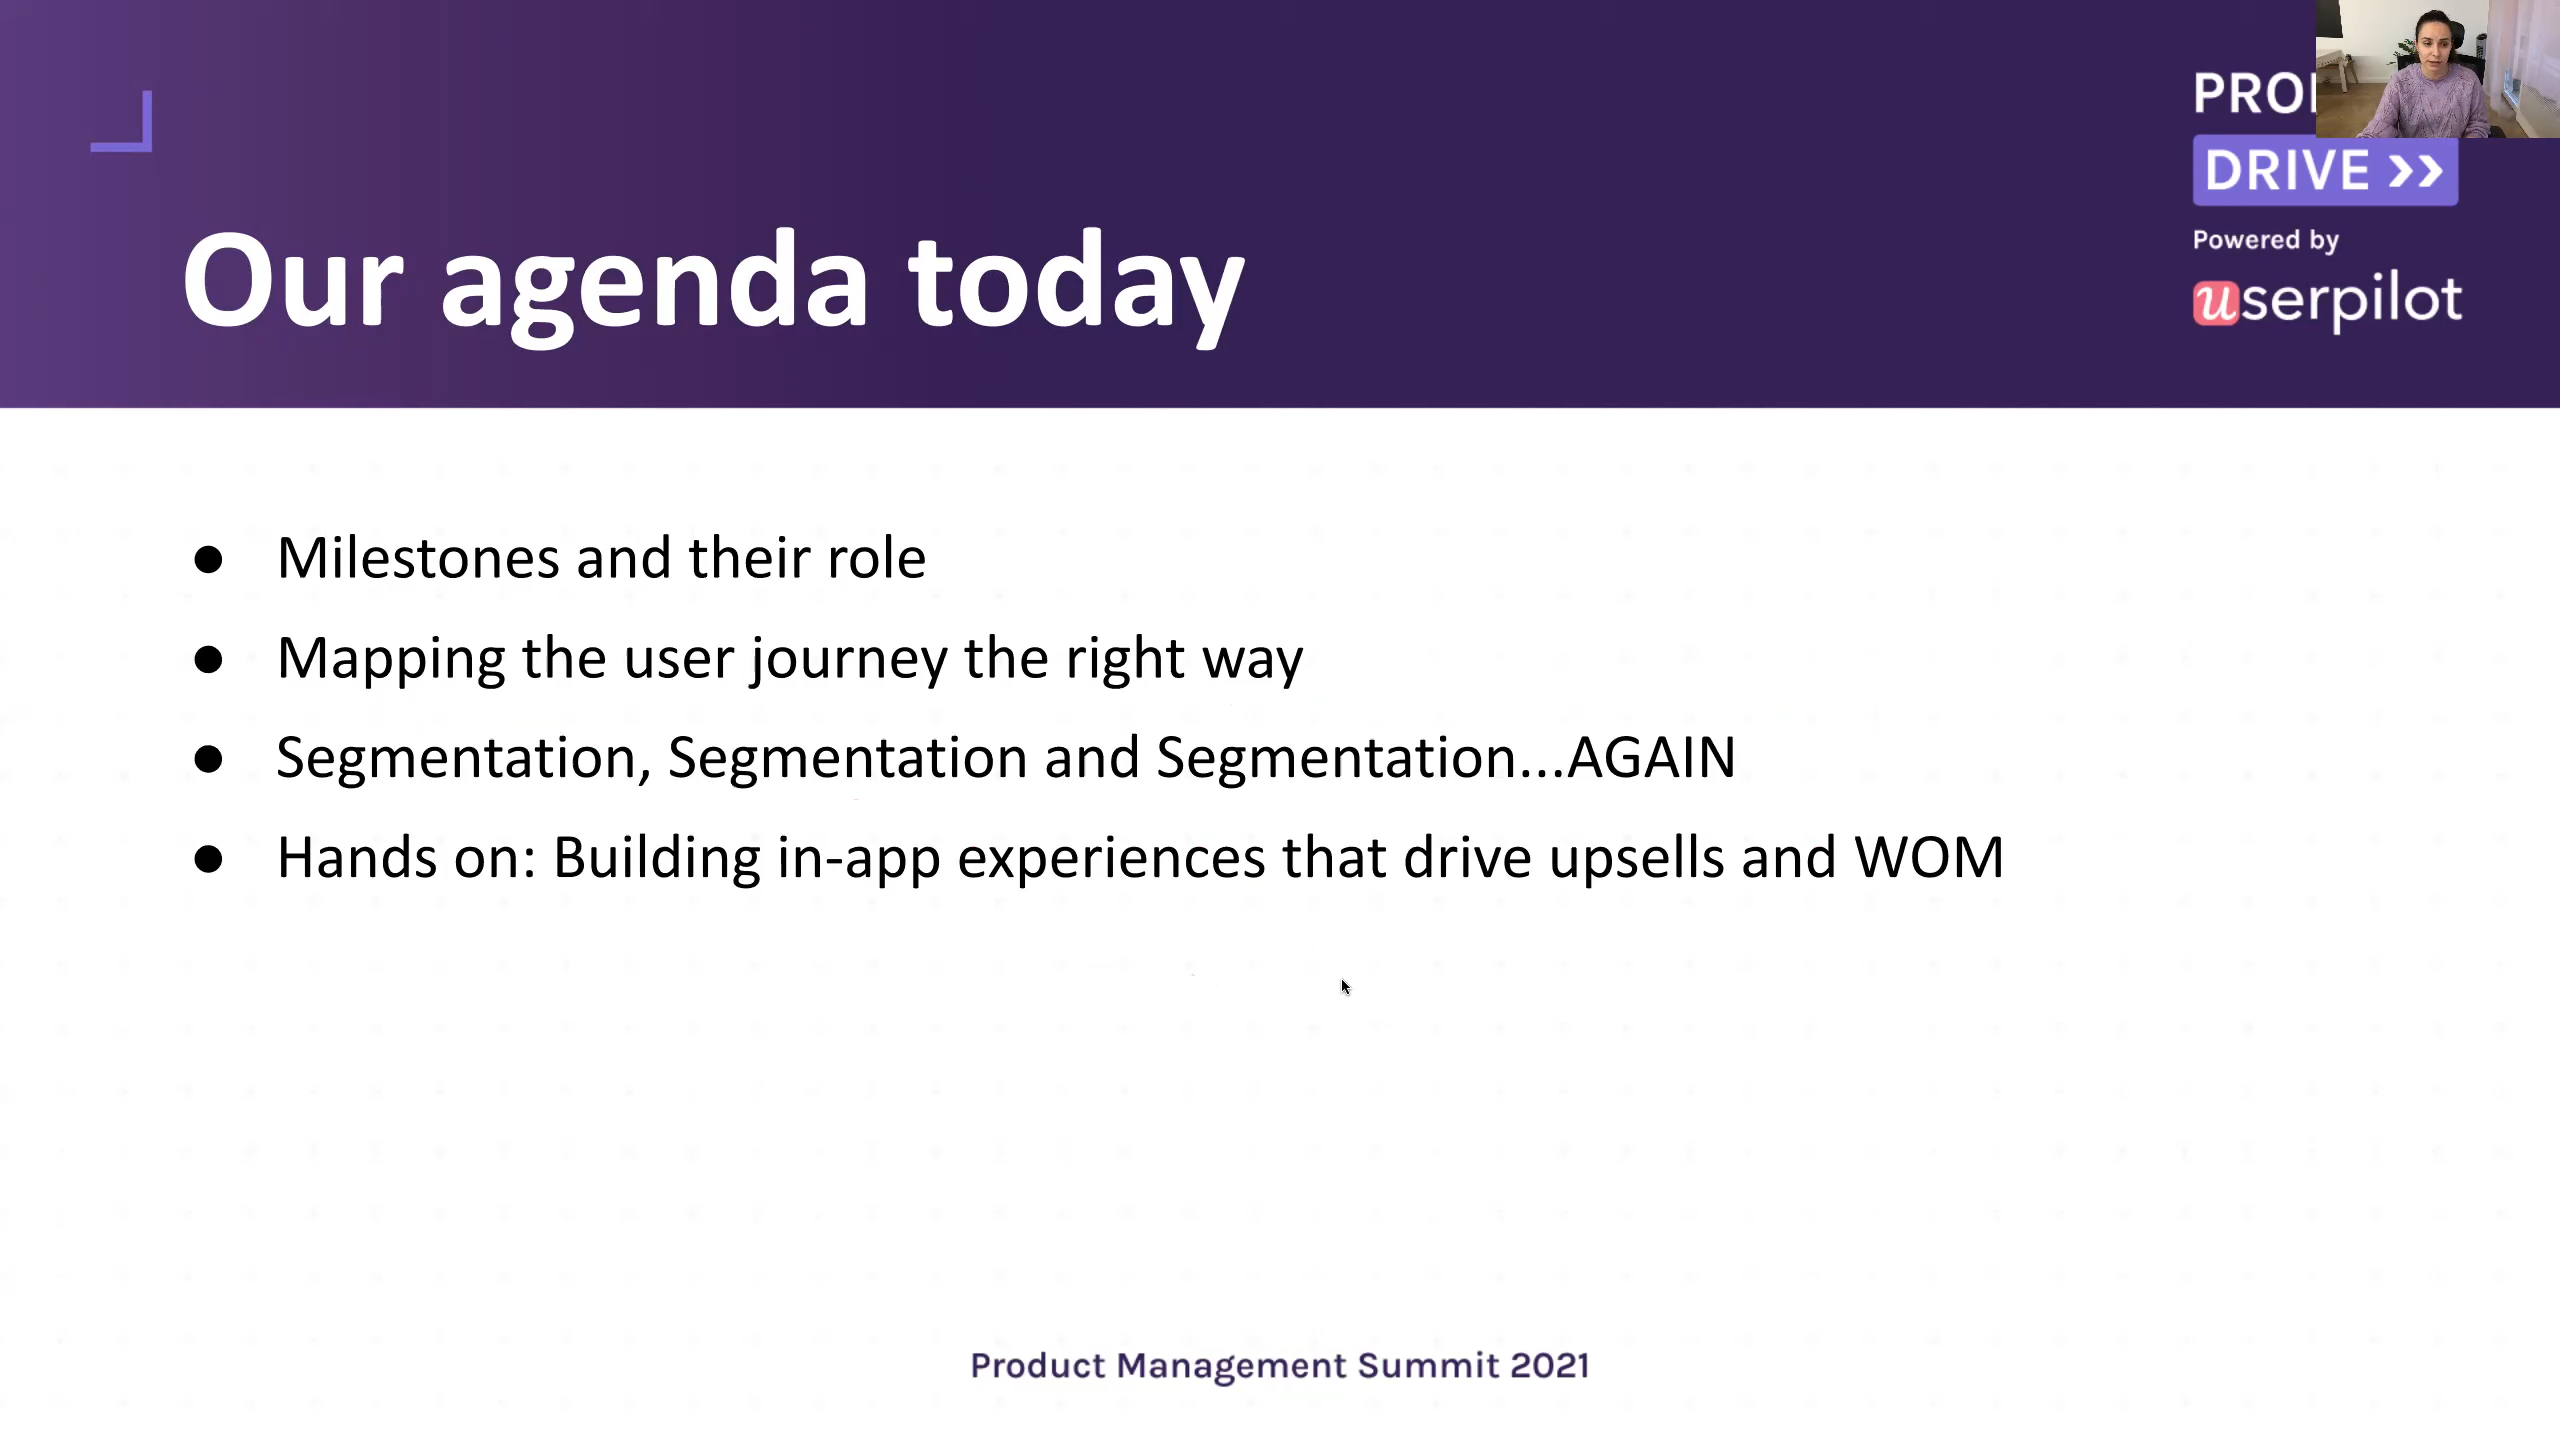 Our agenda today
DRIVE >>
Powered by
userpilot
● Milestones and their role
● Mapping the user journey the right way
● Segmentation, Segmentation and Segmentation...AGAIN
● Hands on: Building in-app experiences that drive upsells and WOM
Product Management Summit 2021